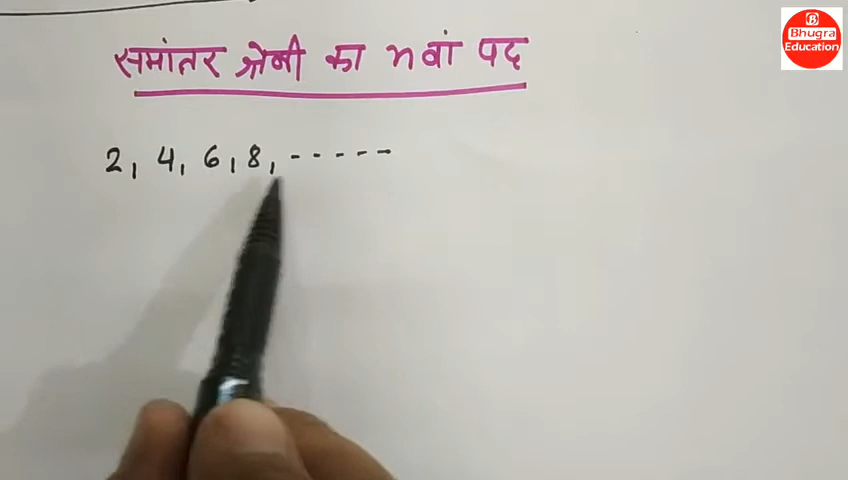 समांतर श्रेणी का nवां पद
2, 4, 6, 8, -----
B
Bhugra
Education